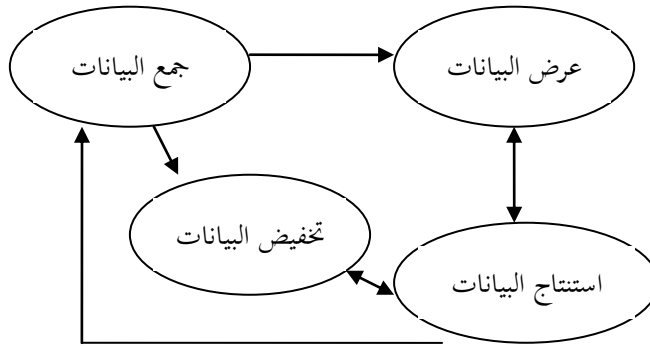 جمع البيانات
عرض البيانات
تخفيض البيانات
استنتاج البيانات